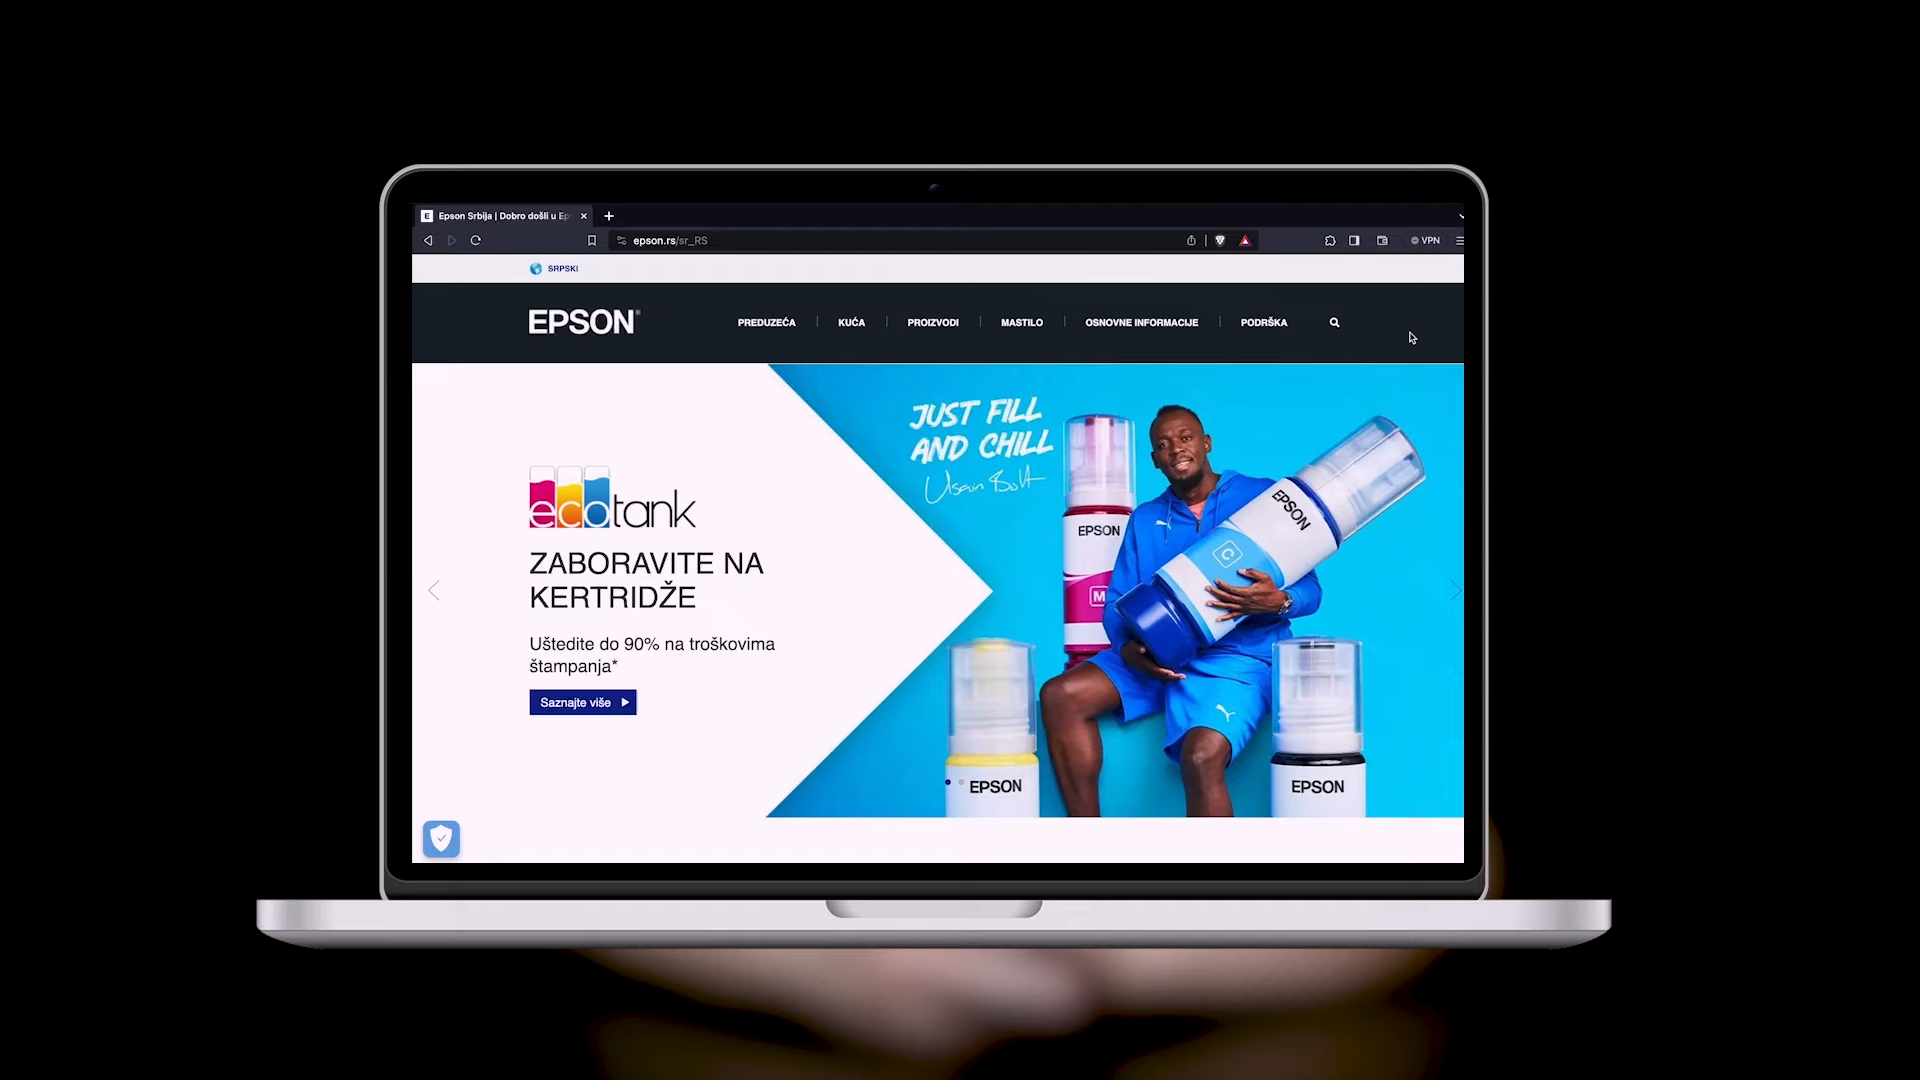 Epson Srbija | Dobro došli u Ep
epson.rs/sr_RS
VPN
SRPSKI
EPSON
PREDUZEĆA
KUĆA
PROIZVODI
MASTILO
OSNOVNE INFORMACIJE
PODRŠKA
JUST FILL
AND CHILL
Usain Bolt
ecotank
ZABORAVITE NA
KERTRIDŽE
Uštedite do 90% na troškovima
štampanja*
Saznajte više
EPSON
M
EPSON
C
EPSON
EPSON